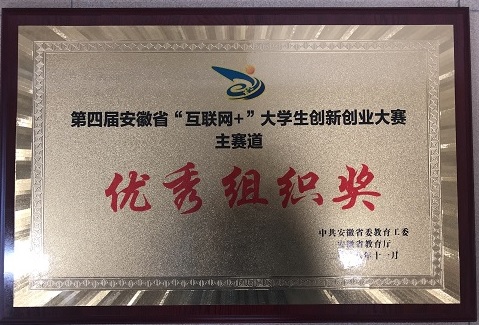 第四届安徽省“互联网+”大学生创新创业大赛
主赛道
优秀组织奖
中共安徽省委教育工委
安徽省教育厅
八年十一月